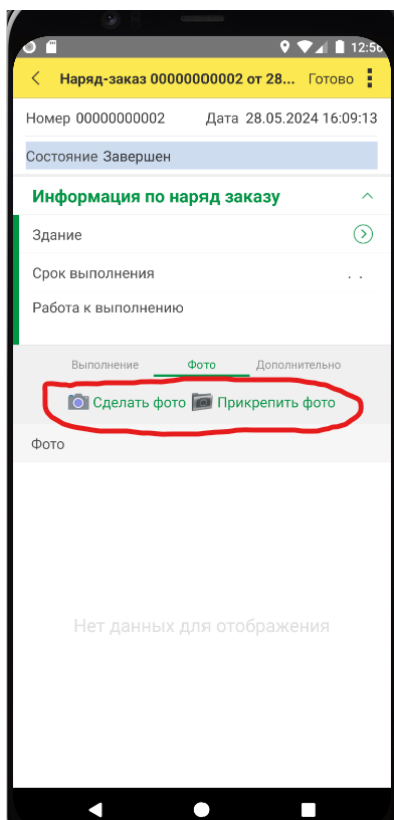 12:56
Наряд-заказ 00000000002 от 28... Готово
Номер 00000000002 Дата 28.05.2024 16:09:13
Состояние Завершен
Информация по наряд заказу
Здание
Срок выполнения . .
Работа к выполнению
Выполнение Фото Дополнительно
Сделать фото Прикрепить фото
Фото
Нет данных для отображения